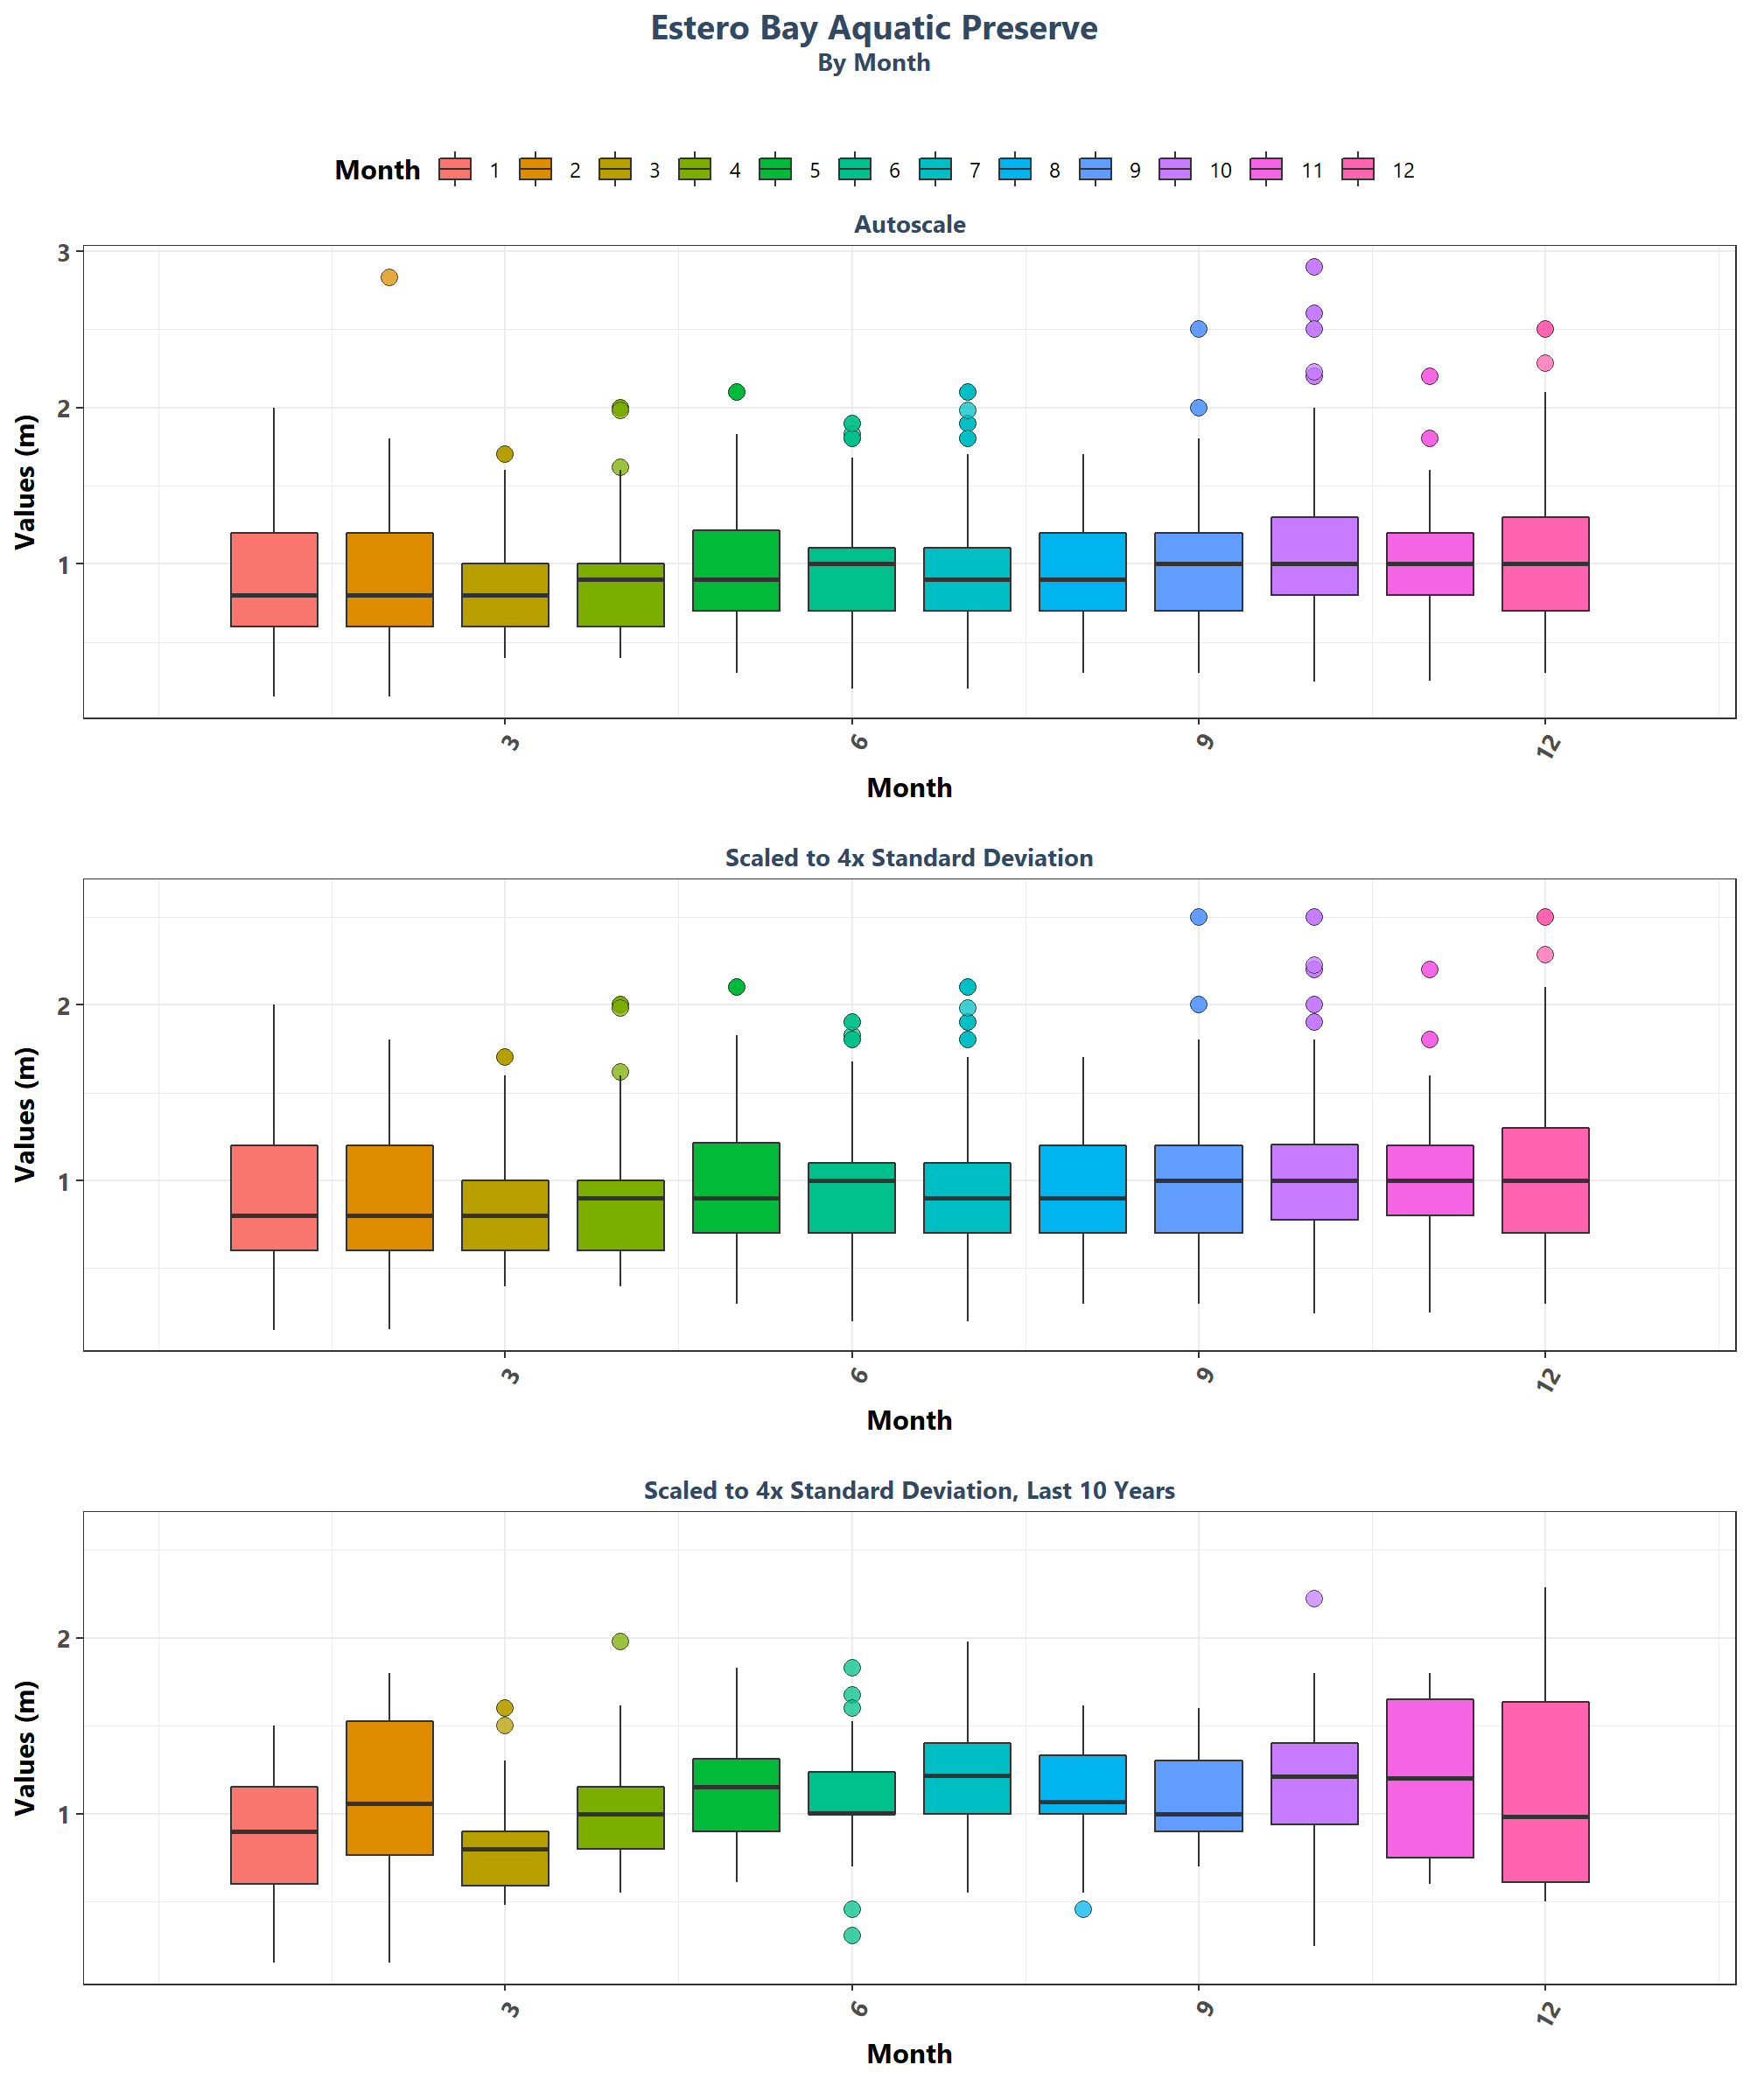 Estero Bay Aquatic Preserve
By Month
Month 1 2 3 4 5 6 7 8 9 10 11 12
Autoscale
Values (m)
3
2
1
3 6 9 12
Month
Scaled to 4x Standard Deviation
Values (m)
2
1
3 6 9 12
Month
Scaled to 4x Standard Deviation, Last 10 Years
Values (m)
2
1
3 6 9 12
Month